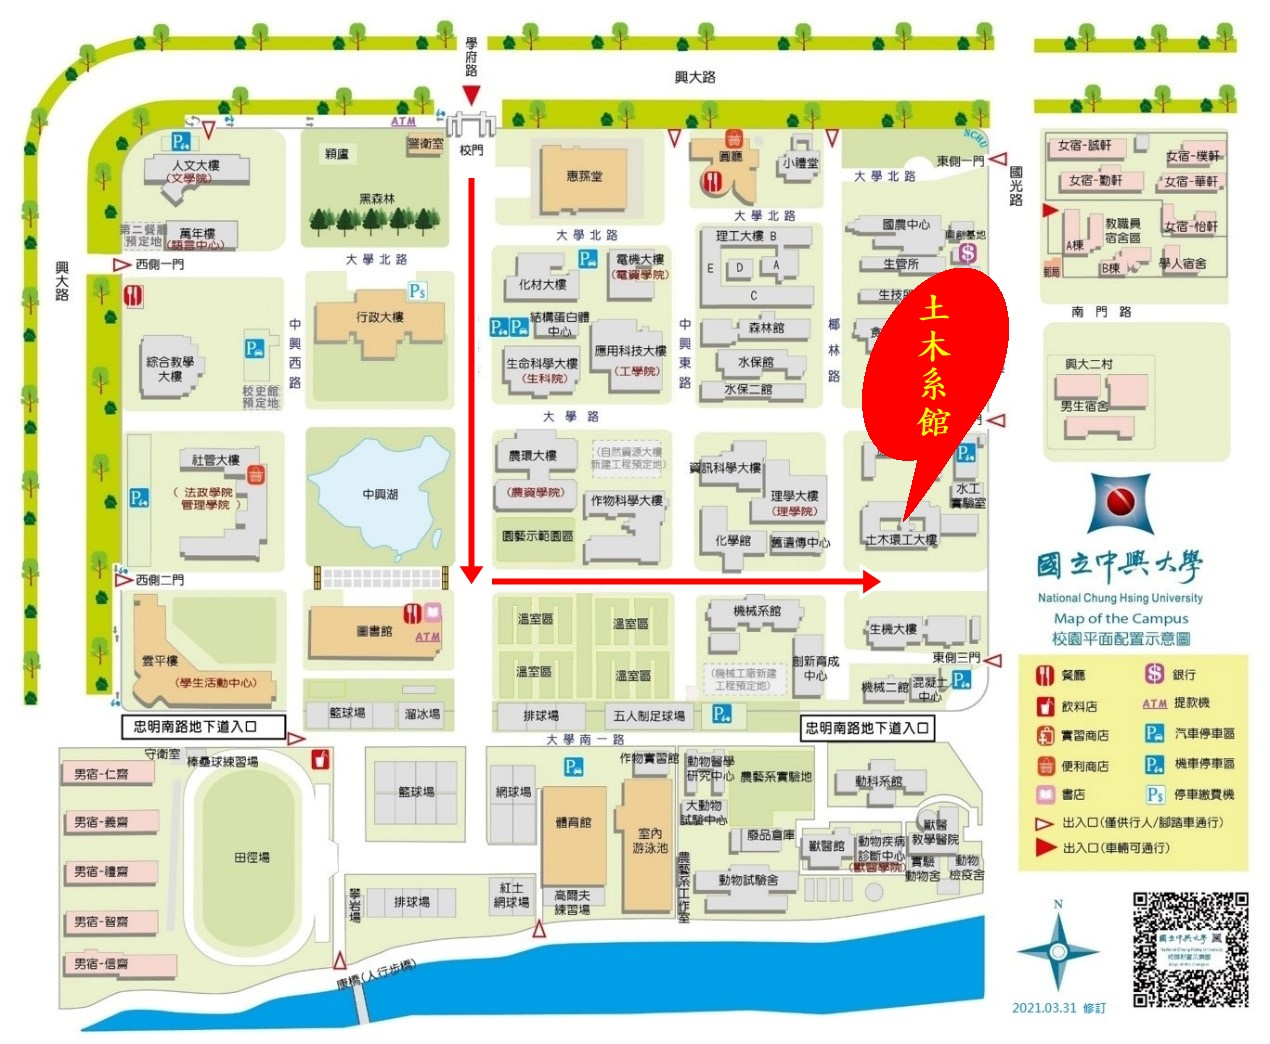 學府路
興大路
ATM
校門
警衛室
穎廬
黑森林
人文大樓
(文學院)
第二餐廳
預定地
萬年樓
(語言中心)
惠蓀堂
圓廳
小禮堂
大學北路
東側一門
NCHU
國光路
女宿-誠軒
女宿-樸軒
女宿-勤軒
女宿-華軒
女宿-怡軒
教職員
宿舍區
A棟
B棟
學人宿舍
郵局
南門路
興大路
西側一門
大學北路
大學北路
大學北路
理工大樓 B
E
D
A
C
國農中心
生管所
興創基地
化材大樓
電機大樓
(電資學院)
行政大樓
中興西路
結構蛋白體
中心
生命科學大樓
(生科院)
應用科技大樓
(工學院)
中興東路
森林館
水保館
水保二館
椰林路
土木系館
綜合教學
大樓
校史館
預定地
大學路
興大二村
男生宿舍
社管大樓
( 法政學院
管理學院 )
中興湖
農環大樓
(農資學院)
(自然資源大樓
新建工程預定地)
作物科學大樓
園藝示範園區
資訊科學大樓
理學大樓
(理學院)
化學館
舊遺傳中心
水工
實驗室
土木環工大樓
國立中興大學
National Chung Hsing University
Map of the Campus
校園平面配置示意圖
西側二門
雲平樓
(學生活動中心)
圖書館
ATM
溫室區
溫室區
溫室區
溫室區
機械系館
(機械工廠新建
工程預定地)
創新育成
中心
生機大樓
東側三門
機械二館
混凝土
中心
籃球場
溜冰場
排球場
五人制足球場
忠明南路地下道入口
忠明南路地下道入口
大學南一路
守衛室
棒壘球練習場
男宿-仁齋
男宿-義齋
男宿-禮齋
男宿-智齋
男宿-信齋
田徑場
籃球場
網球場
排球場
紅土
網球場
攀岩場
體育館
高爾夫
練習場
作物實習館
室內
游泳池
動物醫學
研究中心
大動物
試驗中心
農藝系實驗地
廢品倉庫
動物試驗舍
農藝系工作室
動科系館
獸醫館
動物疾病
診斷中心
(獸醫學院)
獸醫
教學醫院
實驗
動物舍
動物
檢疫舍
康橋(人行步橋)
餐廳
銀行
飲料店
ATM 提款機
實習商店
汽車停車區
便利商店
機車停車區
書店
停車繳費機
出入口(僅供行人/腳踏車通行)
出入口(車輛可通行)
N
2021.03.31 修訂